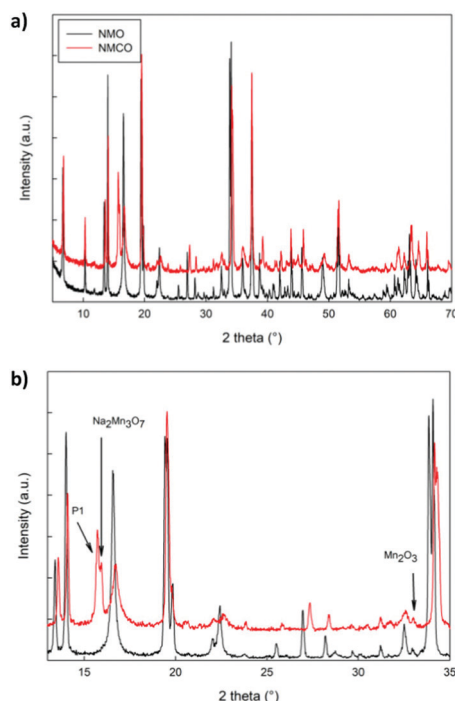 a)
NMO
NMCO
Intensity (a.u.)
10 20 30 40 50 60 70
2 theta (°)
b)
Na2Mn3O7
P1
Mn2O3
Intensity (a.u.)
15 20 25 30 35
2 theta (°)